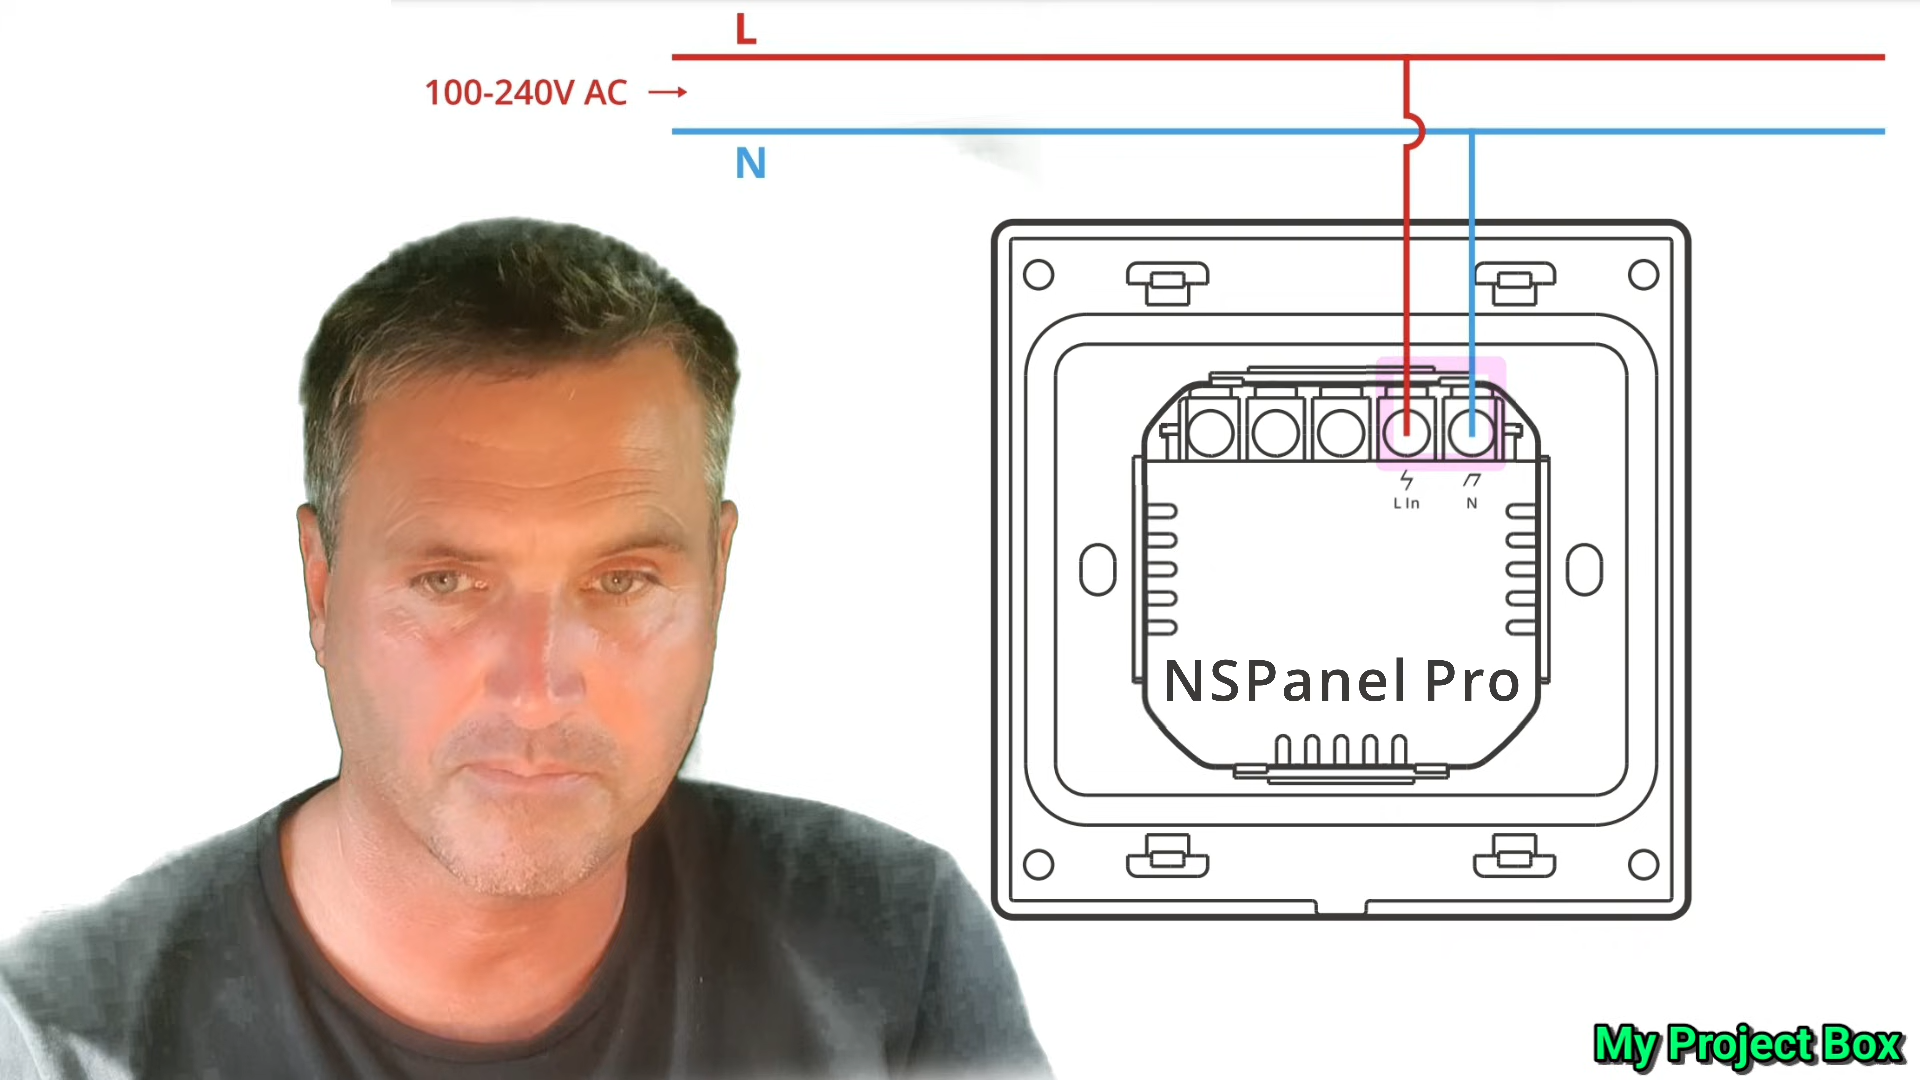 L
100-240V AC
N
L In
N
NSPanel Pro
My Project Box